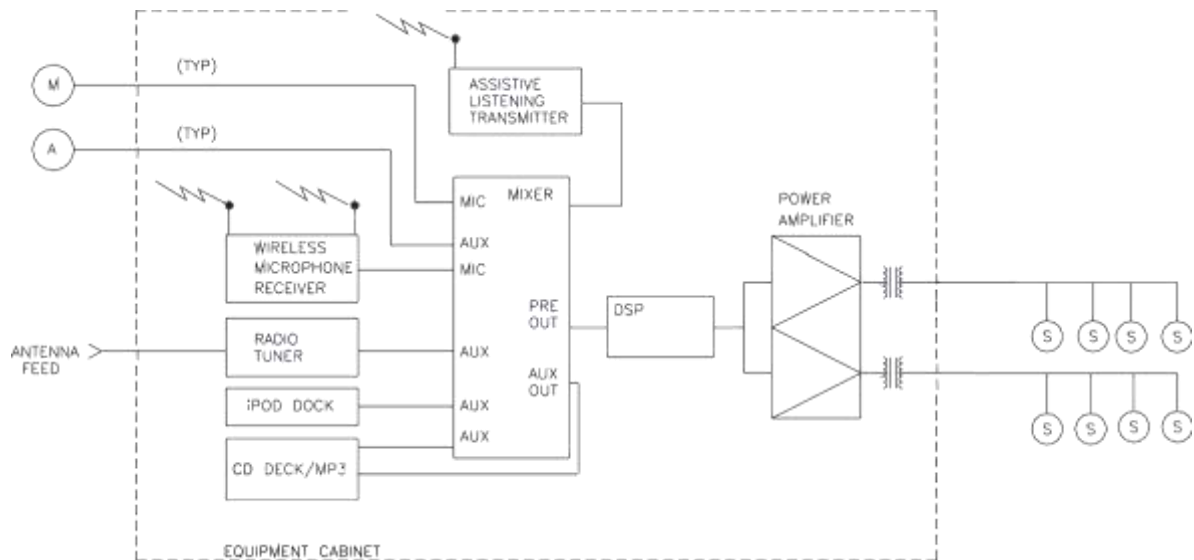 (TYP)
M
ASSISTIVE
LISTENING
TRANSMITTER
(TYP)
A
MIC
MIXER
POWER
AMPLIFIER
AUX
WIRELESS
MICROPHONE
RECEIVER
MIC
PRE
OUT
DSP
ANTENNA
FEED
RADIO
TUNER
AUX
S
S
S
S
AUX
OUT
iPOD DOCK
AUX
AUX
CD DECK/MP3
S
S
S
S
EQUIPMENT CABINET